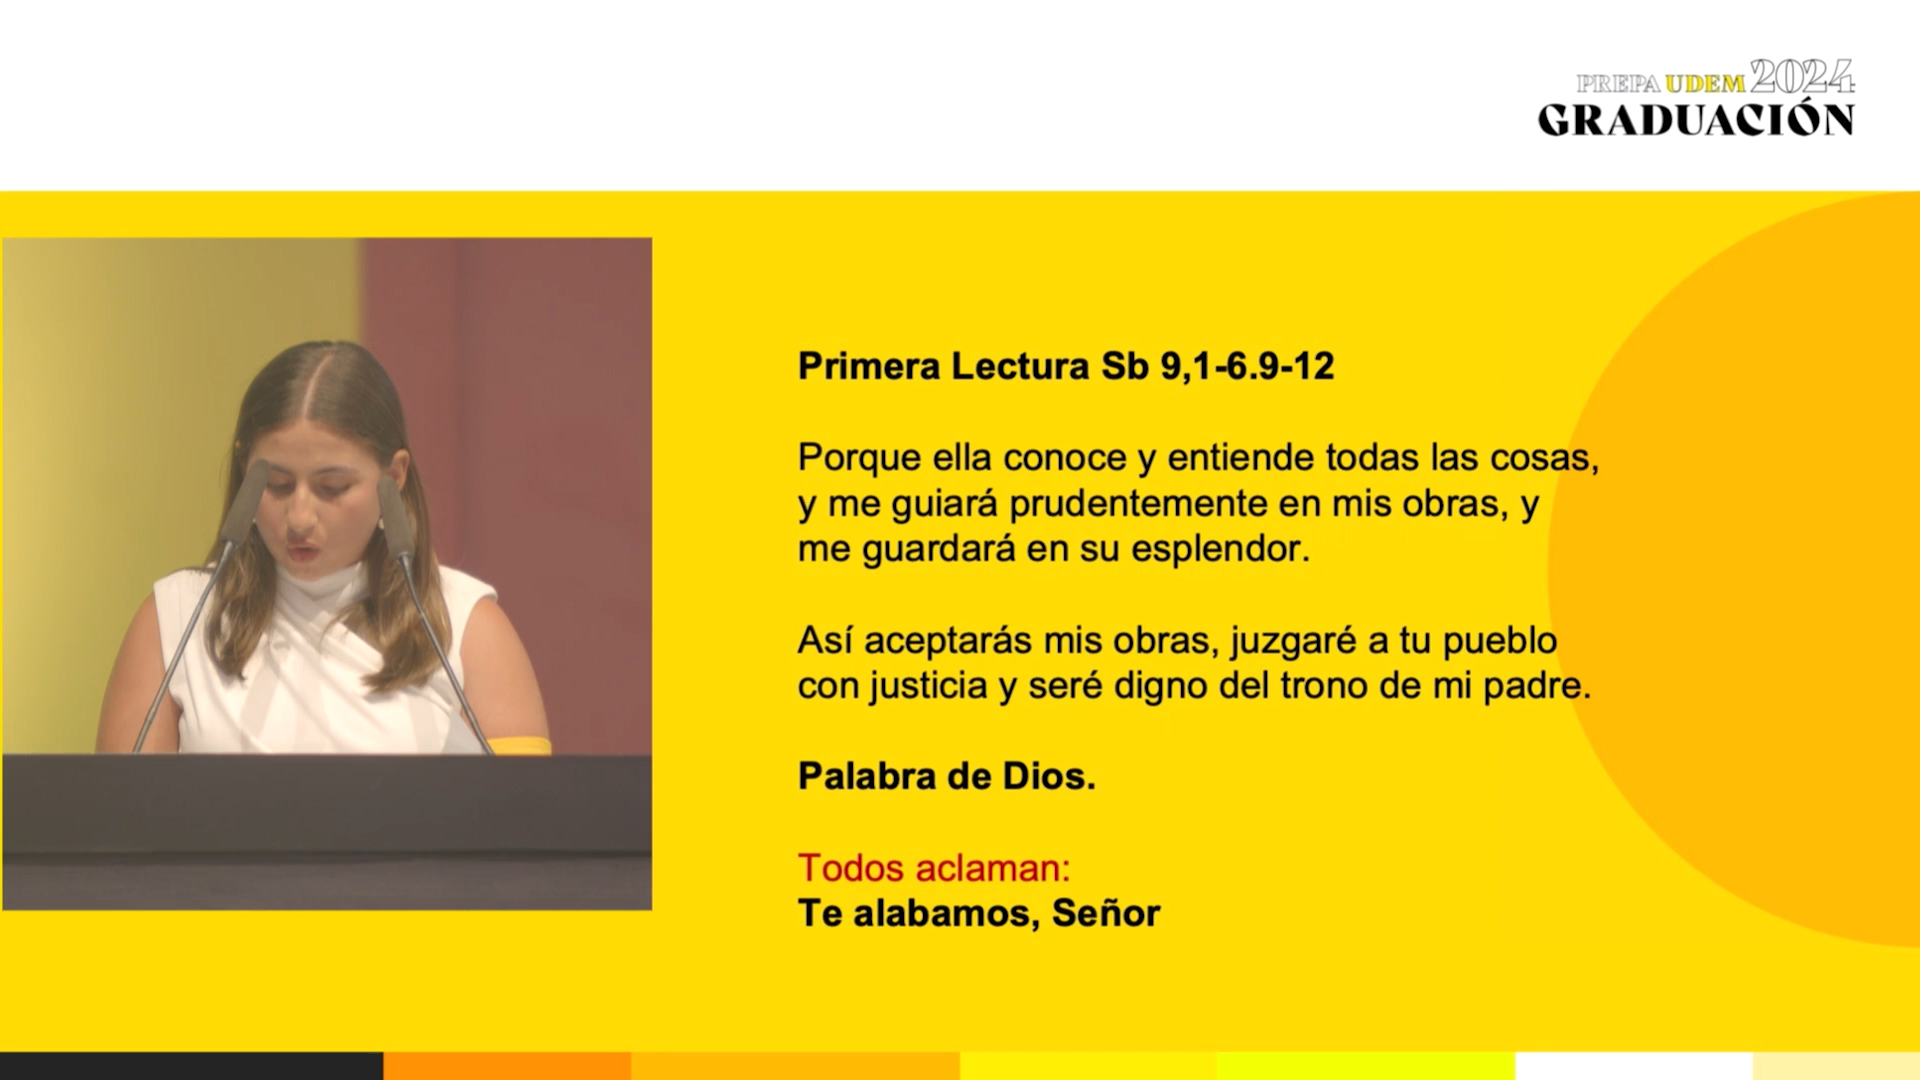 PREPA UDEM 2024
GRADUACIÓN
Primera Lectura Sb 9,1-6.9-12
Porque ella conoce y entiende todas las cosas,
y me guiará prudentemente en mis obras, y
me guardará en su esplendor.
Así aceptarás mis obras, juzgaré a tu pueblo
con justicia y seré digno del trono de mi padre.
Palabra de Dios.
Todos aclaman:
Te alabamos, Señor